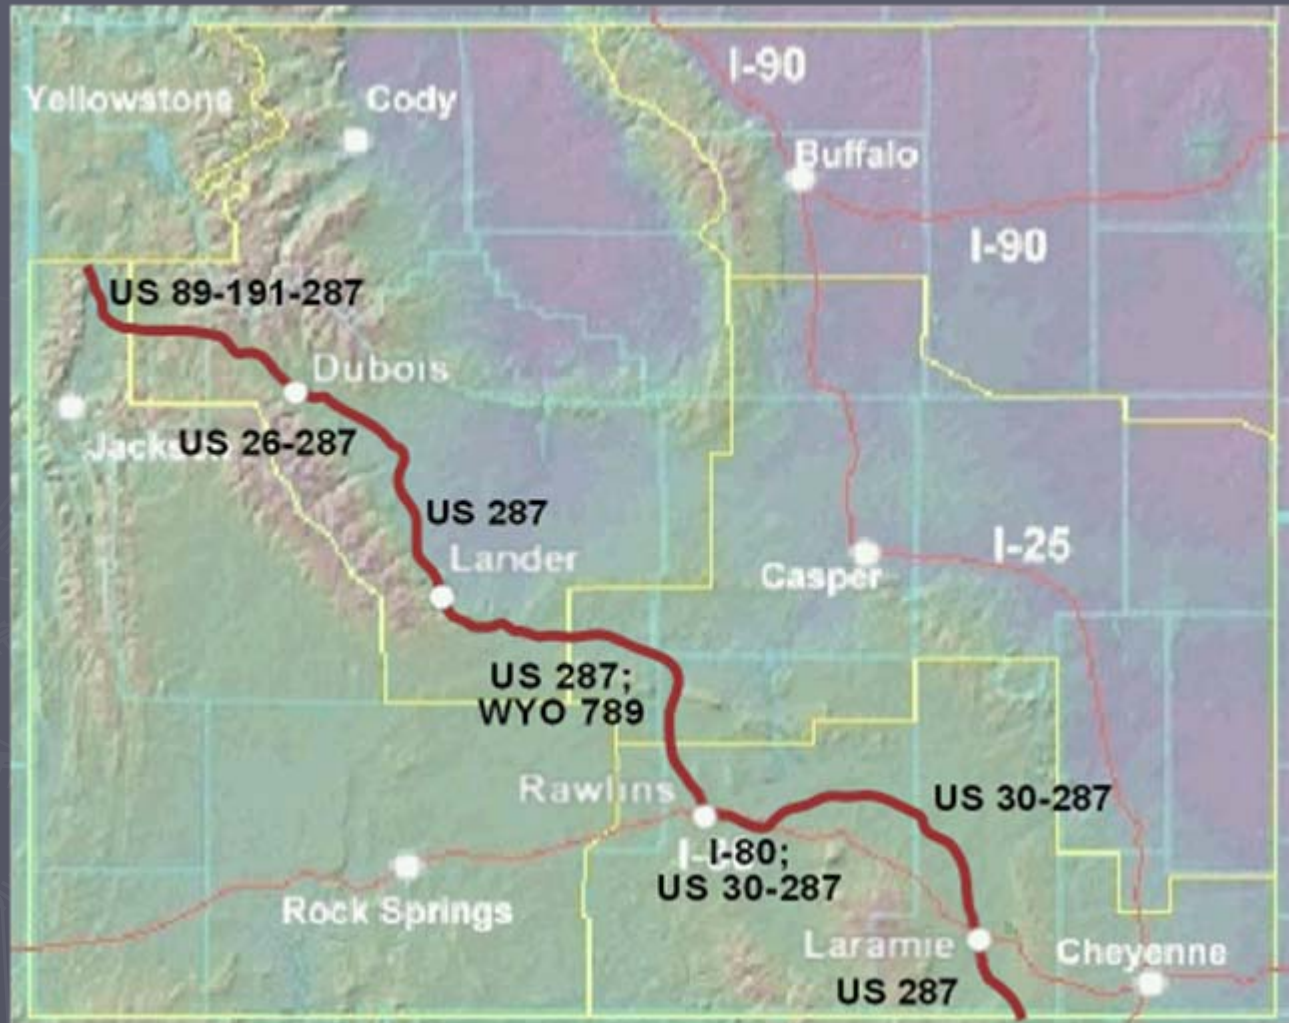 I-90
Yellowstone
Cody
Buffalo
I-90
US 89-191-287
Dubois
US 26-287
US 287
Lander
I-25
Casper
US 287;
WYO 789
Rawlins
US 30-287
I-80;
US 30-287
Rock Springs
Laramie
Cheyenne
US 287